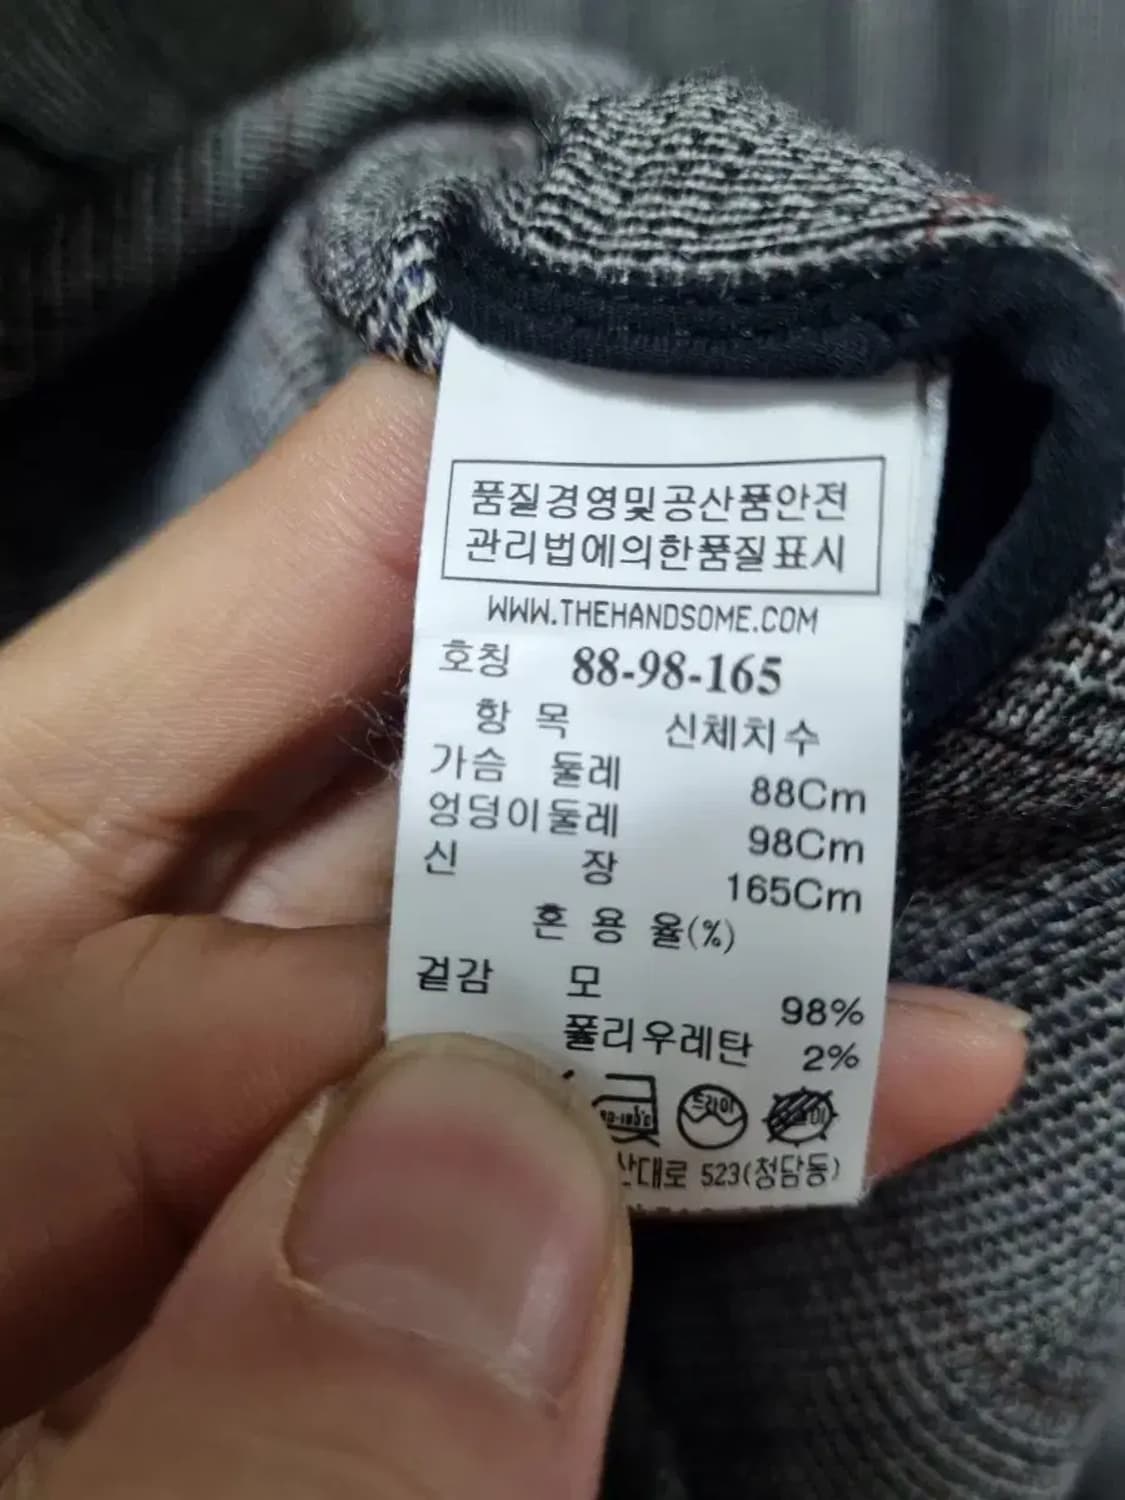 품질경영및공산품안전
관리법에의한품질표시
WWW.THEHANDSOME.COM
호칭 88-98-165
항 목 신체치수
가슴 둘레 88Cm
엉덩이둘레 98Cm
신 장 165Cm
혼 용 율(%)
겉감 모 98%
폴리우레탄 2%
드라이
산대로 523(청담동)